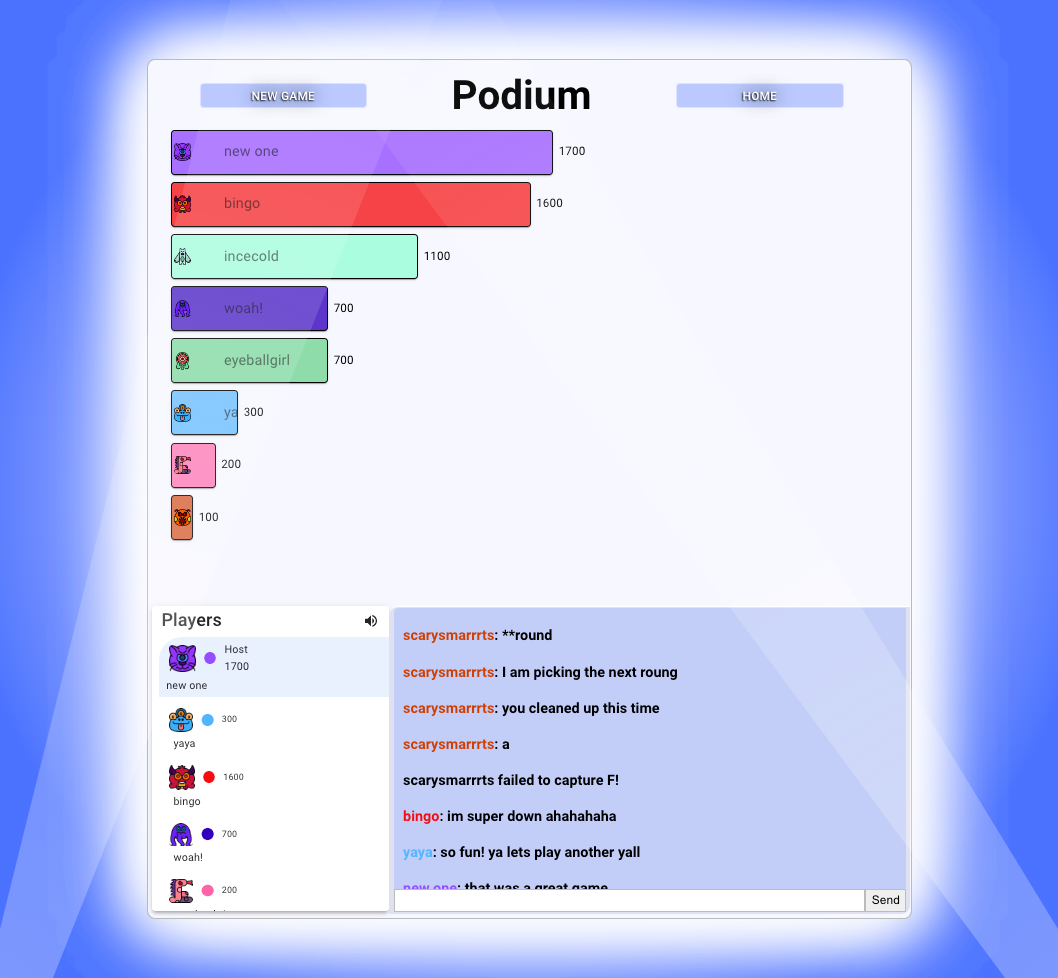 NEW GAME
Podium
HOME
new one
1700
bingo
1600
incecold
1100
woah!
700
eyeballgirl
700
ya
300
200
100
Players
Host
1700
new one
300
yaya
1600
bingo
700
woah!
200
scarysmarrrts: **round
scarysmarrrts: I am picking the next roung
scarysmarrrts: you cleaned up this time
scarysmarrrts: a
scarysmarrrts failed to capture F!
bingo: im super down ahahahaha
yaya: so fun! ya lets play another yall
new one: that was a great game
Send